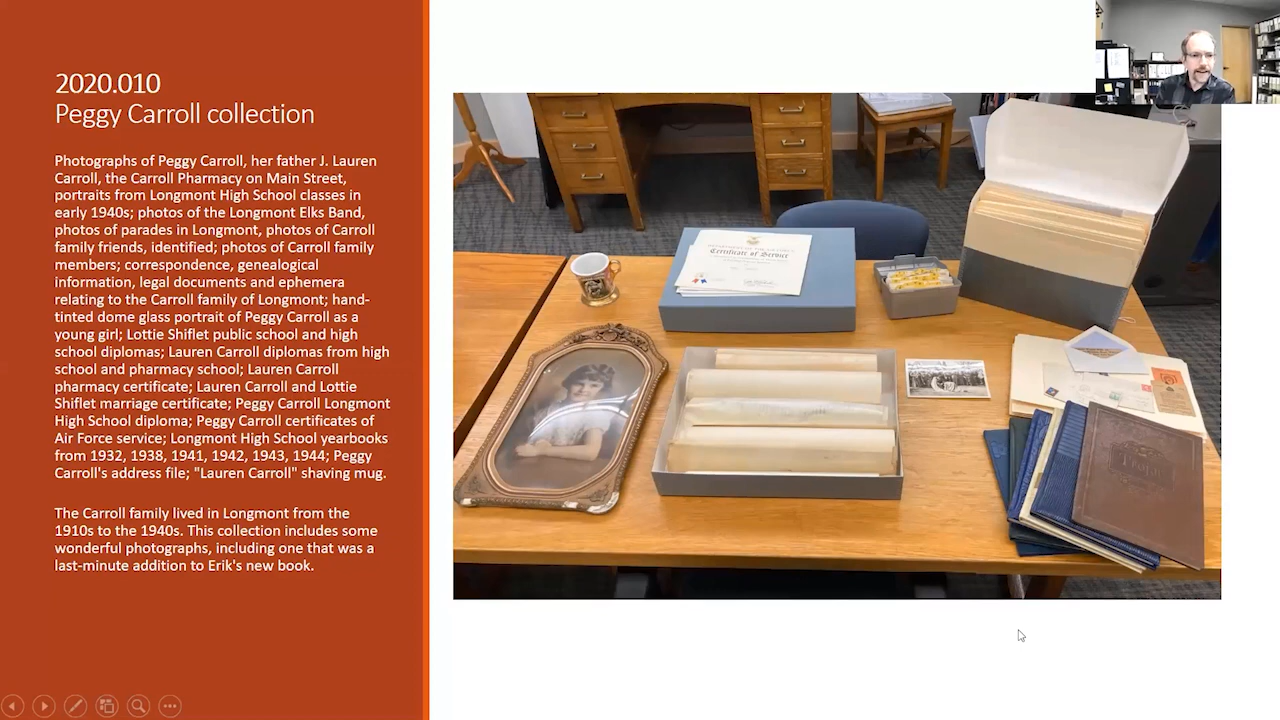 2020.010
Peggy Carroll collection
Photographs of Peggy Carroll, her father J. Lauren
Carroll, the Carroll Pharmacy on Main Street,
portraits from Longmont High School classes in
early 1940s; photos of the Longmont Elks Band,
photos of parades in Longmont, photos of Carroll
family friends, identified; photos of Carroll family
members; correspondence, genealogical
information, legal documents and ephemera
relating to the Carroll family of Longmont; hand-
tinted dome glass portrait of Peggy Carroll as a
young girl; Lottie Shiflet public school and high
school diplomas; Lauren Carroll diplomas from high
school and pharmacy school; Lauren Carroll
pharmacy certificate; Lauren Carroll and Lottie
Shiflet marriage certificate; Peggy Carroll Longmont
High School diploma; Peggy Carroll certificates of
Air Force service; Longmont High School yearbooks
from 1932, 1938, 1941, 1942, 1943, 1944; Peggy
Carroll's address file; "Lauren Carroll" shaving mug.
The Carroll family lived in Longmont from the
1910s to the 1940s. This collection includes some
wonderful photographs, including one that was a
last-minute addition to Erik's new book.
Certificate of Service